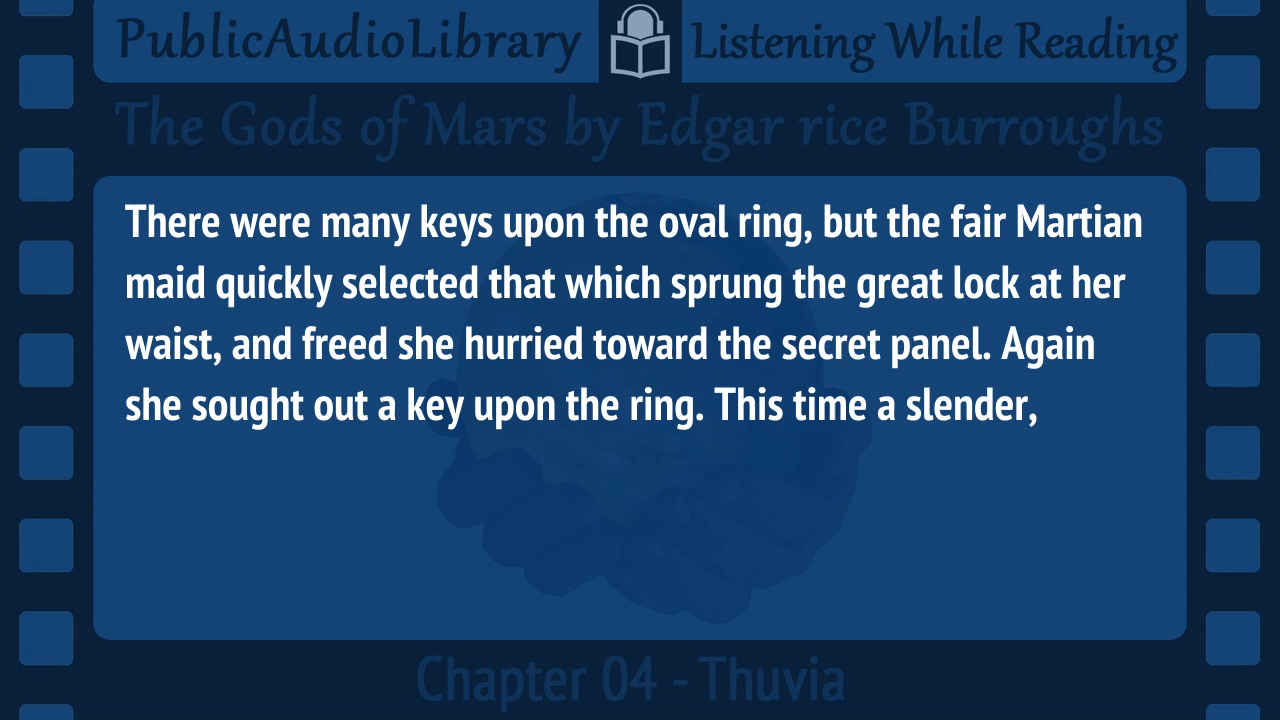 PublicAudioLibrary
Listening While Reading
The Gods of Mars by Edgar rice Burroughs
There were many keys upon the oval ring, but the fair Martian
maid quickly selected that which sprung the great lock at her
waist, and freed she hurried toward the secret panel. Again
she sought out a key upon the ring. This time a slender,
Chapter 04 - Thuvia